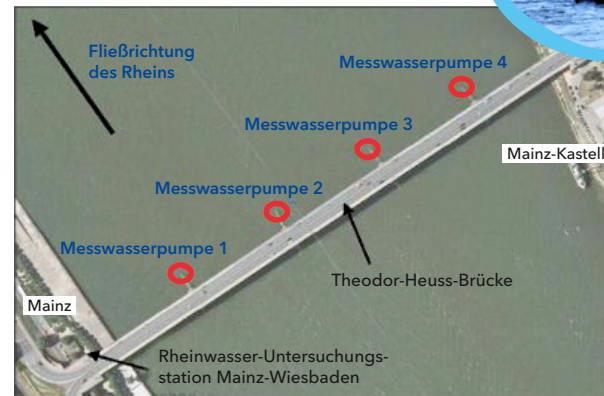 Fließrichtung
des Rheins
Messwasserpumpe 4
Messwasserpumpe 3
Mainz-Kastell
Messwasserpumpe 2
Messwasserpumpe 1
Theodor-Heuss-Brücke
Mainz
Rheinwasser-Untersuchungs-
station Mainz-Wiesbaden